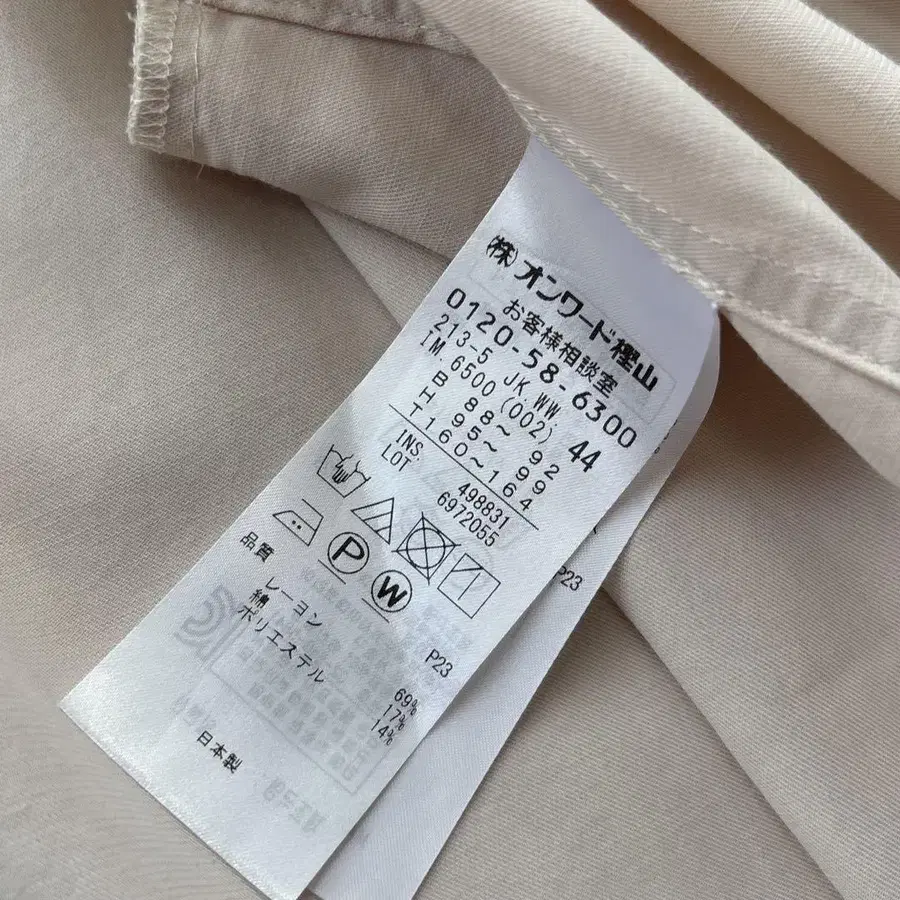 (株)オンワード樫山
お客様相談室
0120-58-6300
213-5 JK.WW.
IM.6500 (002) 44
B 88~ 92
H 95~ 99
T 160~164
INS. 498831
LOT 6972055
P W
P23
品質
レーヨン 69%
綿 17%
ポリエステル 14%
日本製
P23